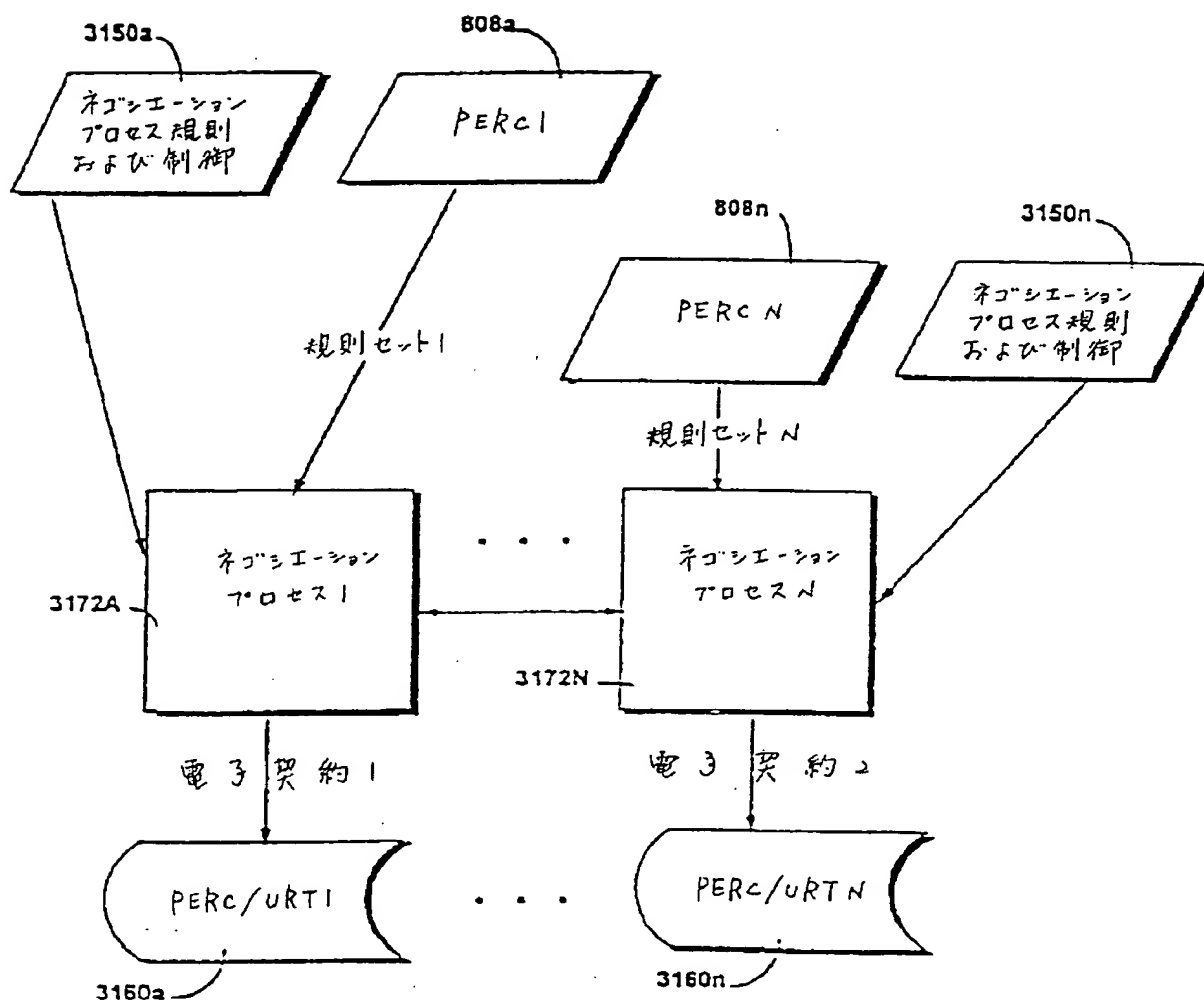 3150a
808a
ネゴシエーション
プロセス規則
および制御
PERC1
808n
3150n
PERC N
ネゴシエーション
プロセス規則
および制御
規則セット1
規則セットN
ネゴシエーション
プロセス1
・・・
ネゴシエーション
プロセスN
3172A
3172N
電子契約1
電子契約2
PERC/URT1
・・・
PERC/URTN
3160a
3160n